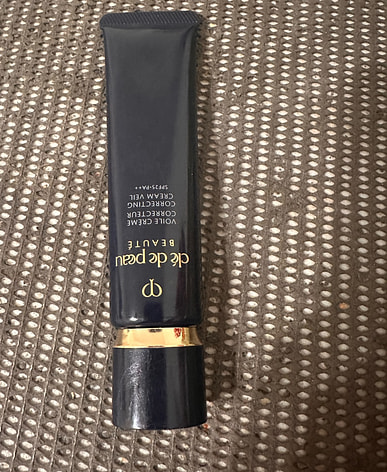 clé de peau
BEAUTÉ
VOILE CRÈME
CORRECTEUR
CORRECTING
CREAM VEIL
SPF25•PA++